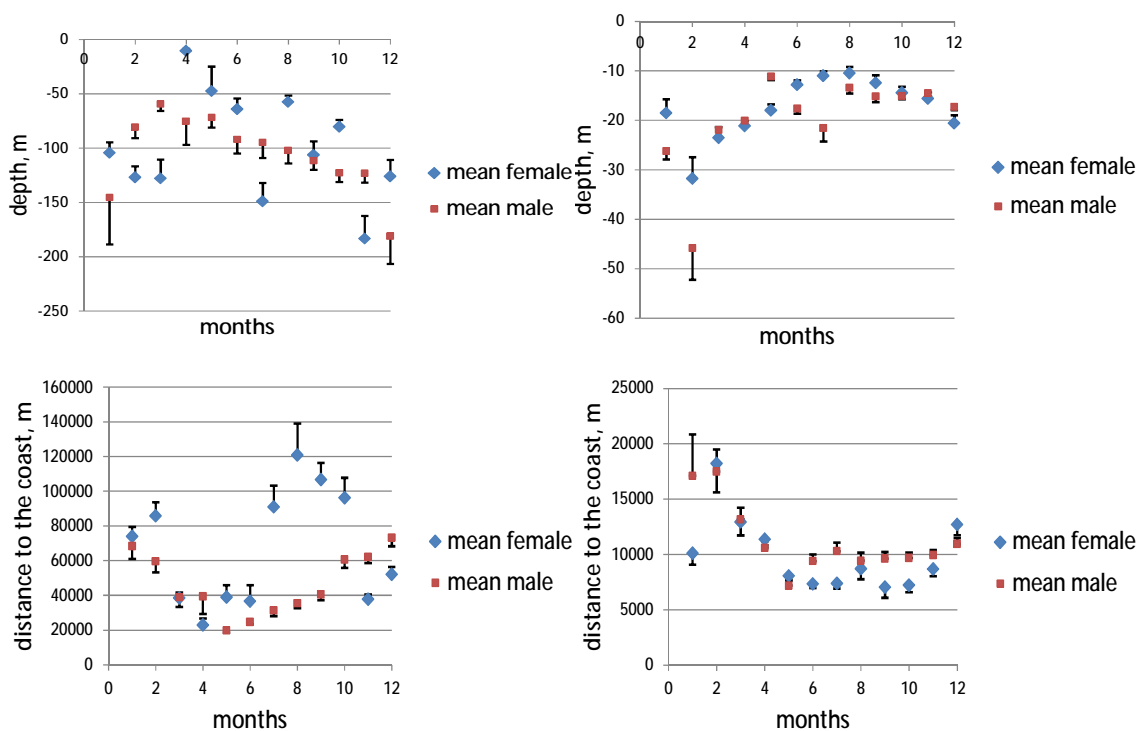 0
0 2 4 6 8 10 12
-50
-100
-150
-200
-250
depth, m
months
mean female
mean male
0
0 2 4 6 8 10 12
-10
-20
-30
-40
-50
-60
depth, m
months
mean female
mean male
160000
140000
120000
100000
80000
60000
40000
20000
0
0 2 4 6 8 10 12
distance to the coast, m
months
mean female
mean male
25000
20000
15000
10000
5000
0
0 2 4 6 8 10 12
distance to the coast, m
months
mean female
mean male